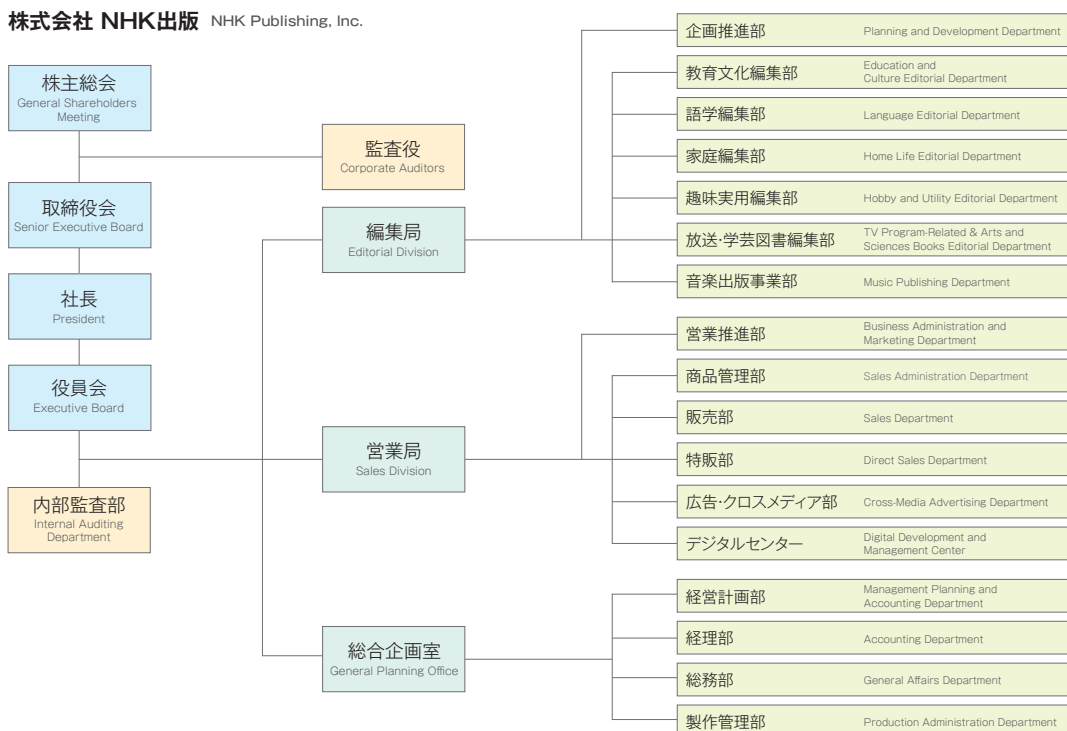 株式会社 NHK出版 NHK Publishing, Inc.
株主総会
General Shareholders
Meeting
監査役
Corporate Auditors
取締役会
Senior Executive Board
社長
President
役員会
Executive Board
内部監査部
Internal Auditing
Department
編集局
Editorial Division
企画推進部 Planning and Development Department
教育文化編集部 Education and
Culture Editorial Department
語学編集部 Language Editorial Department
家庭編集部 Home Life Editorial Department
趣味実用編集部 Hobby and Utility Editorial Department
放送・学芸図書編集部 TV Program-Related & Arts and
Sciences Books Editorial Department
音楽出版事業部 Music Publishing Department
営業局
Sales Division
営業推進部 Business Administration and
Marketing Department
商品管理部 Sales Administration Department
販売部 Sales Department
特販部 Direct Sales Department
広告・クロスメディア部 Cross-Media Advertising Department
デジタルセンター Digital Development and
Management Center
総合企画室
General Planning Office
経営計画部 Management Planning and
Accounting Department
経理部 Accounting Department
総務部 General Affairs Department
製作管理部 Production Administration Department